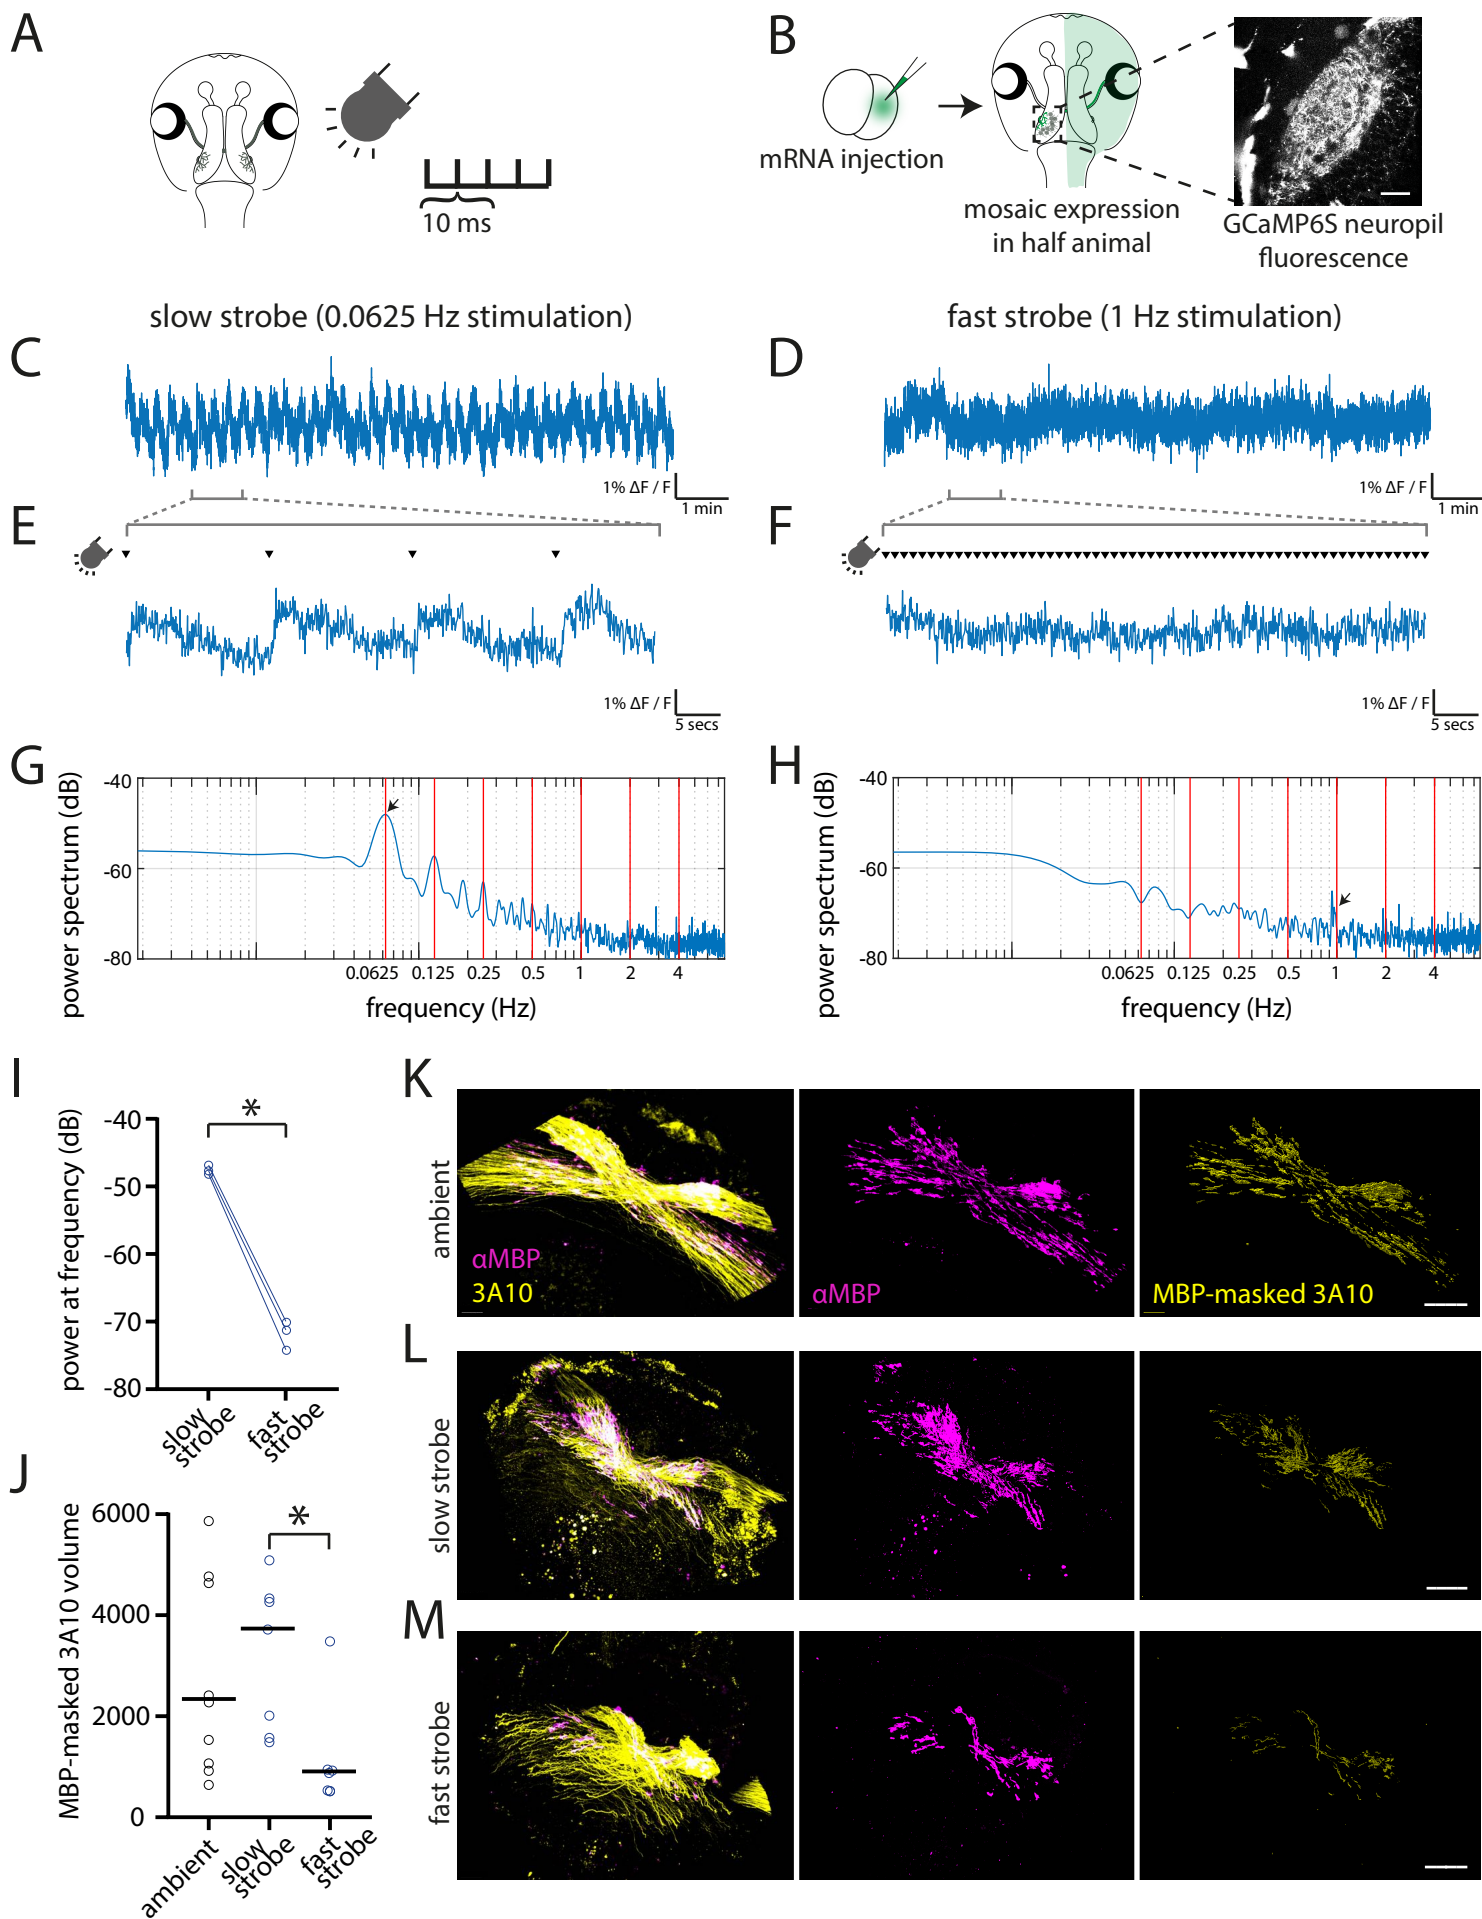 A
10 ms
B
mRNA injection
mosaic expression
in half animal
GCaMP6S neuropil
fluorescence
slow strobe (0.0625 Hz stimulation)
fast strobe (1 Hz stimulation)
C
1% ΔF / F
1 min
D
1% ΔF / F
1 min
E
1% ΔF / F
5 secs
F
1% ΔF / F
5 secs
G
power spectrum (dB)
-40
-60
-80
0.0625
0.125
0.25
0.5
1
2
4
frequency (Hz)
H
power spectrum (dB)
-40
-60
-80
0.0625
0.125
0.25
0.5
1
2
4
frequency (Hz)
I
power at frequency (dB)
-40
-50
-60
-70
-80
*
slow
strobe
fast
strobe
J
MBP-masked 3A10 volume
6000
4000
2000
0
*
ambient
slow
strobe
fast
strobe
K
ambient
αMBP
3A10
αMBP
MBP-masked 3A10
L
slow strobe
M
fast strobe